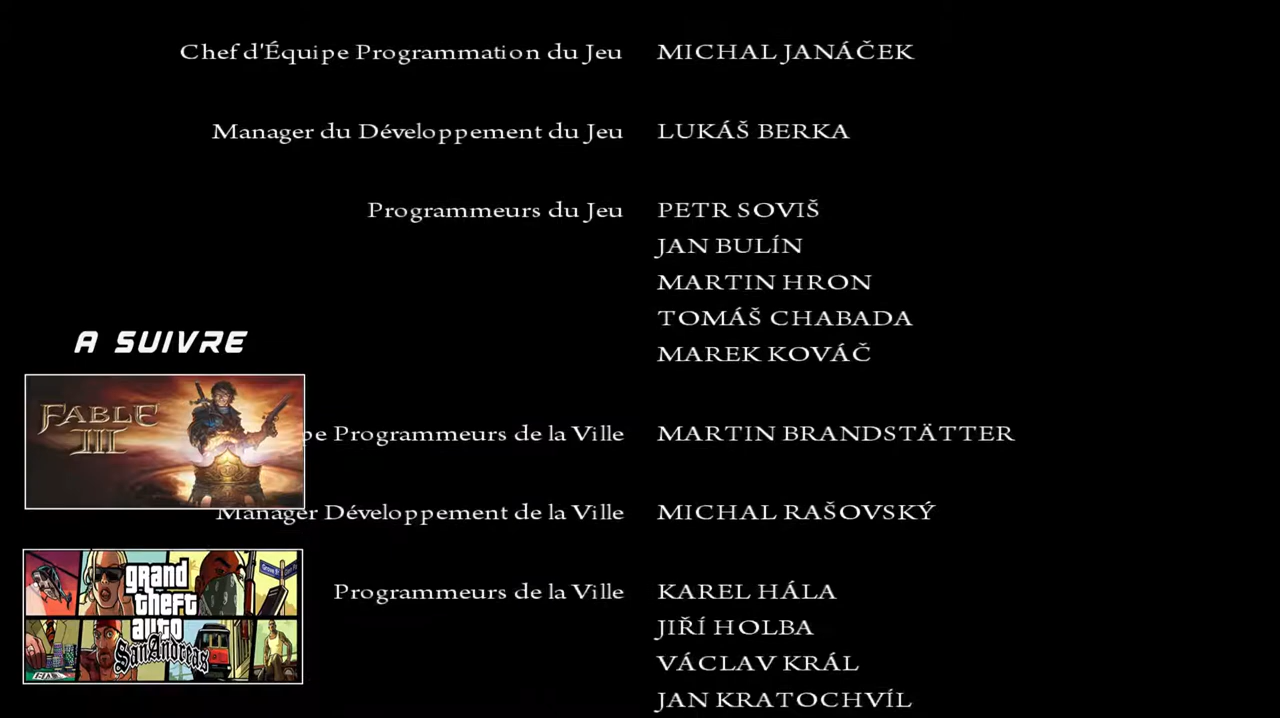 Chef d'Équipe Programmation du Jeu MICHAL JANÁČEK
Manager du Développement du Jeu LUKÁŠ BERKA
Programmeurs du Jeu PETR SOVIŠ
JAN BULÍN
MARTIN HRON
TOMÁŠ CHABADA
MAREK KOVÁČ
A SUIVRE
FABLE
III
pe Programmeurs de la Ville MARTIN BRANDSTÄTTER
Manager Développement de la Ville MICHAL RAŠOVSKÝ
Programmeurs de la Ville KAREL HÁLA
JIŘÍ HOLBA
VÁCLAV KRÁL
JAN KRATOCHVÍL
grand
theft
auto
San Andreas